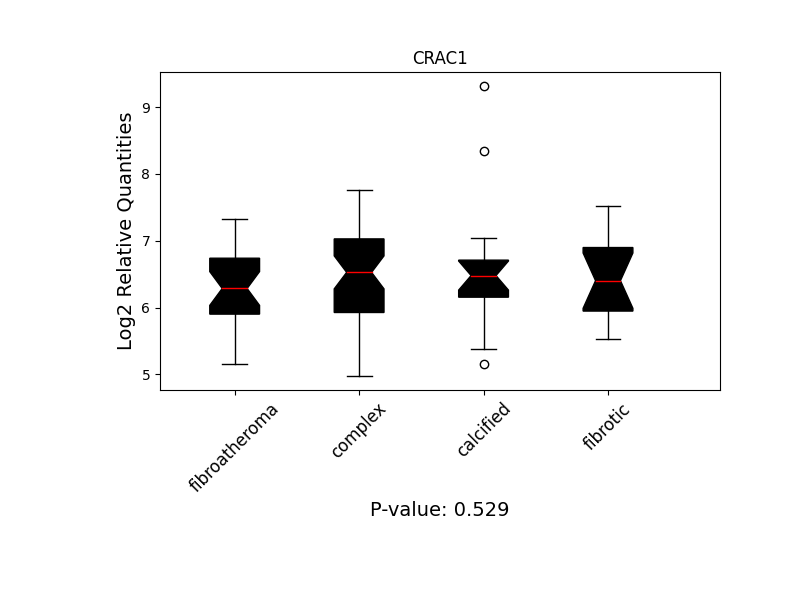 CRAC1
Log2 Relative Quantities
9
8
7
6
5
fibroatheroma
complex
calcified
fibrotic
P-value: 0.529